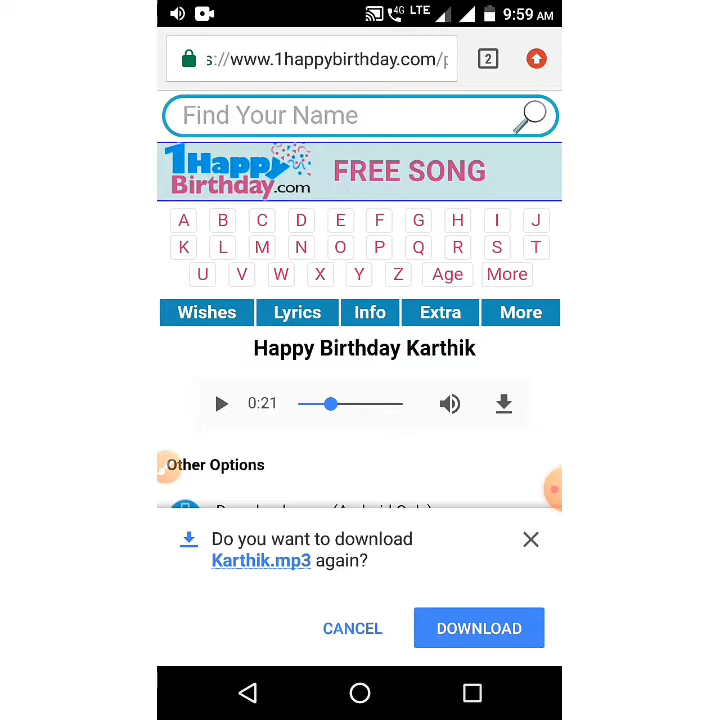 4G LTE 9:59 AM
s://www.1happybirthday.com/p
2
Find Your Name
1Happy
Birthday.com
FREE SONG
A B C D E F G H I J
K L M N O P Q R S T
U V W X Y Z Age More
Wishes Lyrics Info Extra More
Happy Birthday Karthik
0:21
Other Options
Do you want to download
Karthik.mp3 again?
CANCEL DOWNLOAD